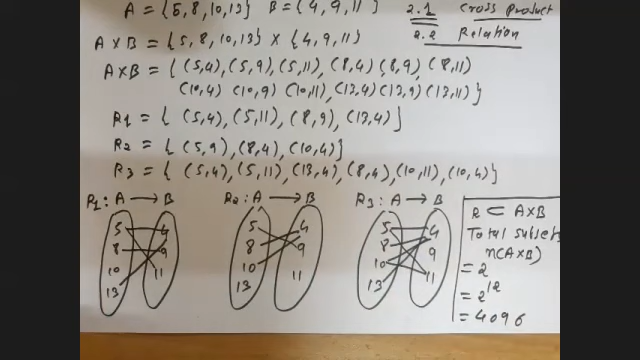 A = {5,8,10,13} B = {4,9,11}
2.1 Cross product
2.2 Relation
A×B = {5,8,10,13} × {4,9,11}
A×B = {(5,4),(5,9),(5,11),(8,4)(8,9)(8,11)
(10,4)(10,9)(10,11)(13,4)(13,9)(13,11)}
R1 = {(5,4),(5,11),(8,9),(13,4)}
R2 = {(5,9),(8,4),(10,4)}
R3 = {(5,4),(5,11),(13,4),(8,4),(10,11),(10,4)}
R1: A → B
5 4
8 9
10 11
13
R2: A → B
5 4
8 9
10 11
13
R3: A → B
5 4
8 9
10 11
13
R ⊂ A×B
Total subsets
n(A×B)
= 2
= 2^12
= 4096